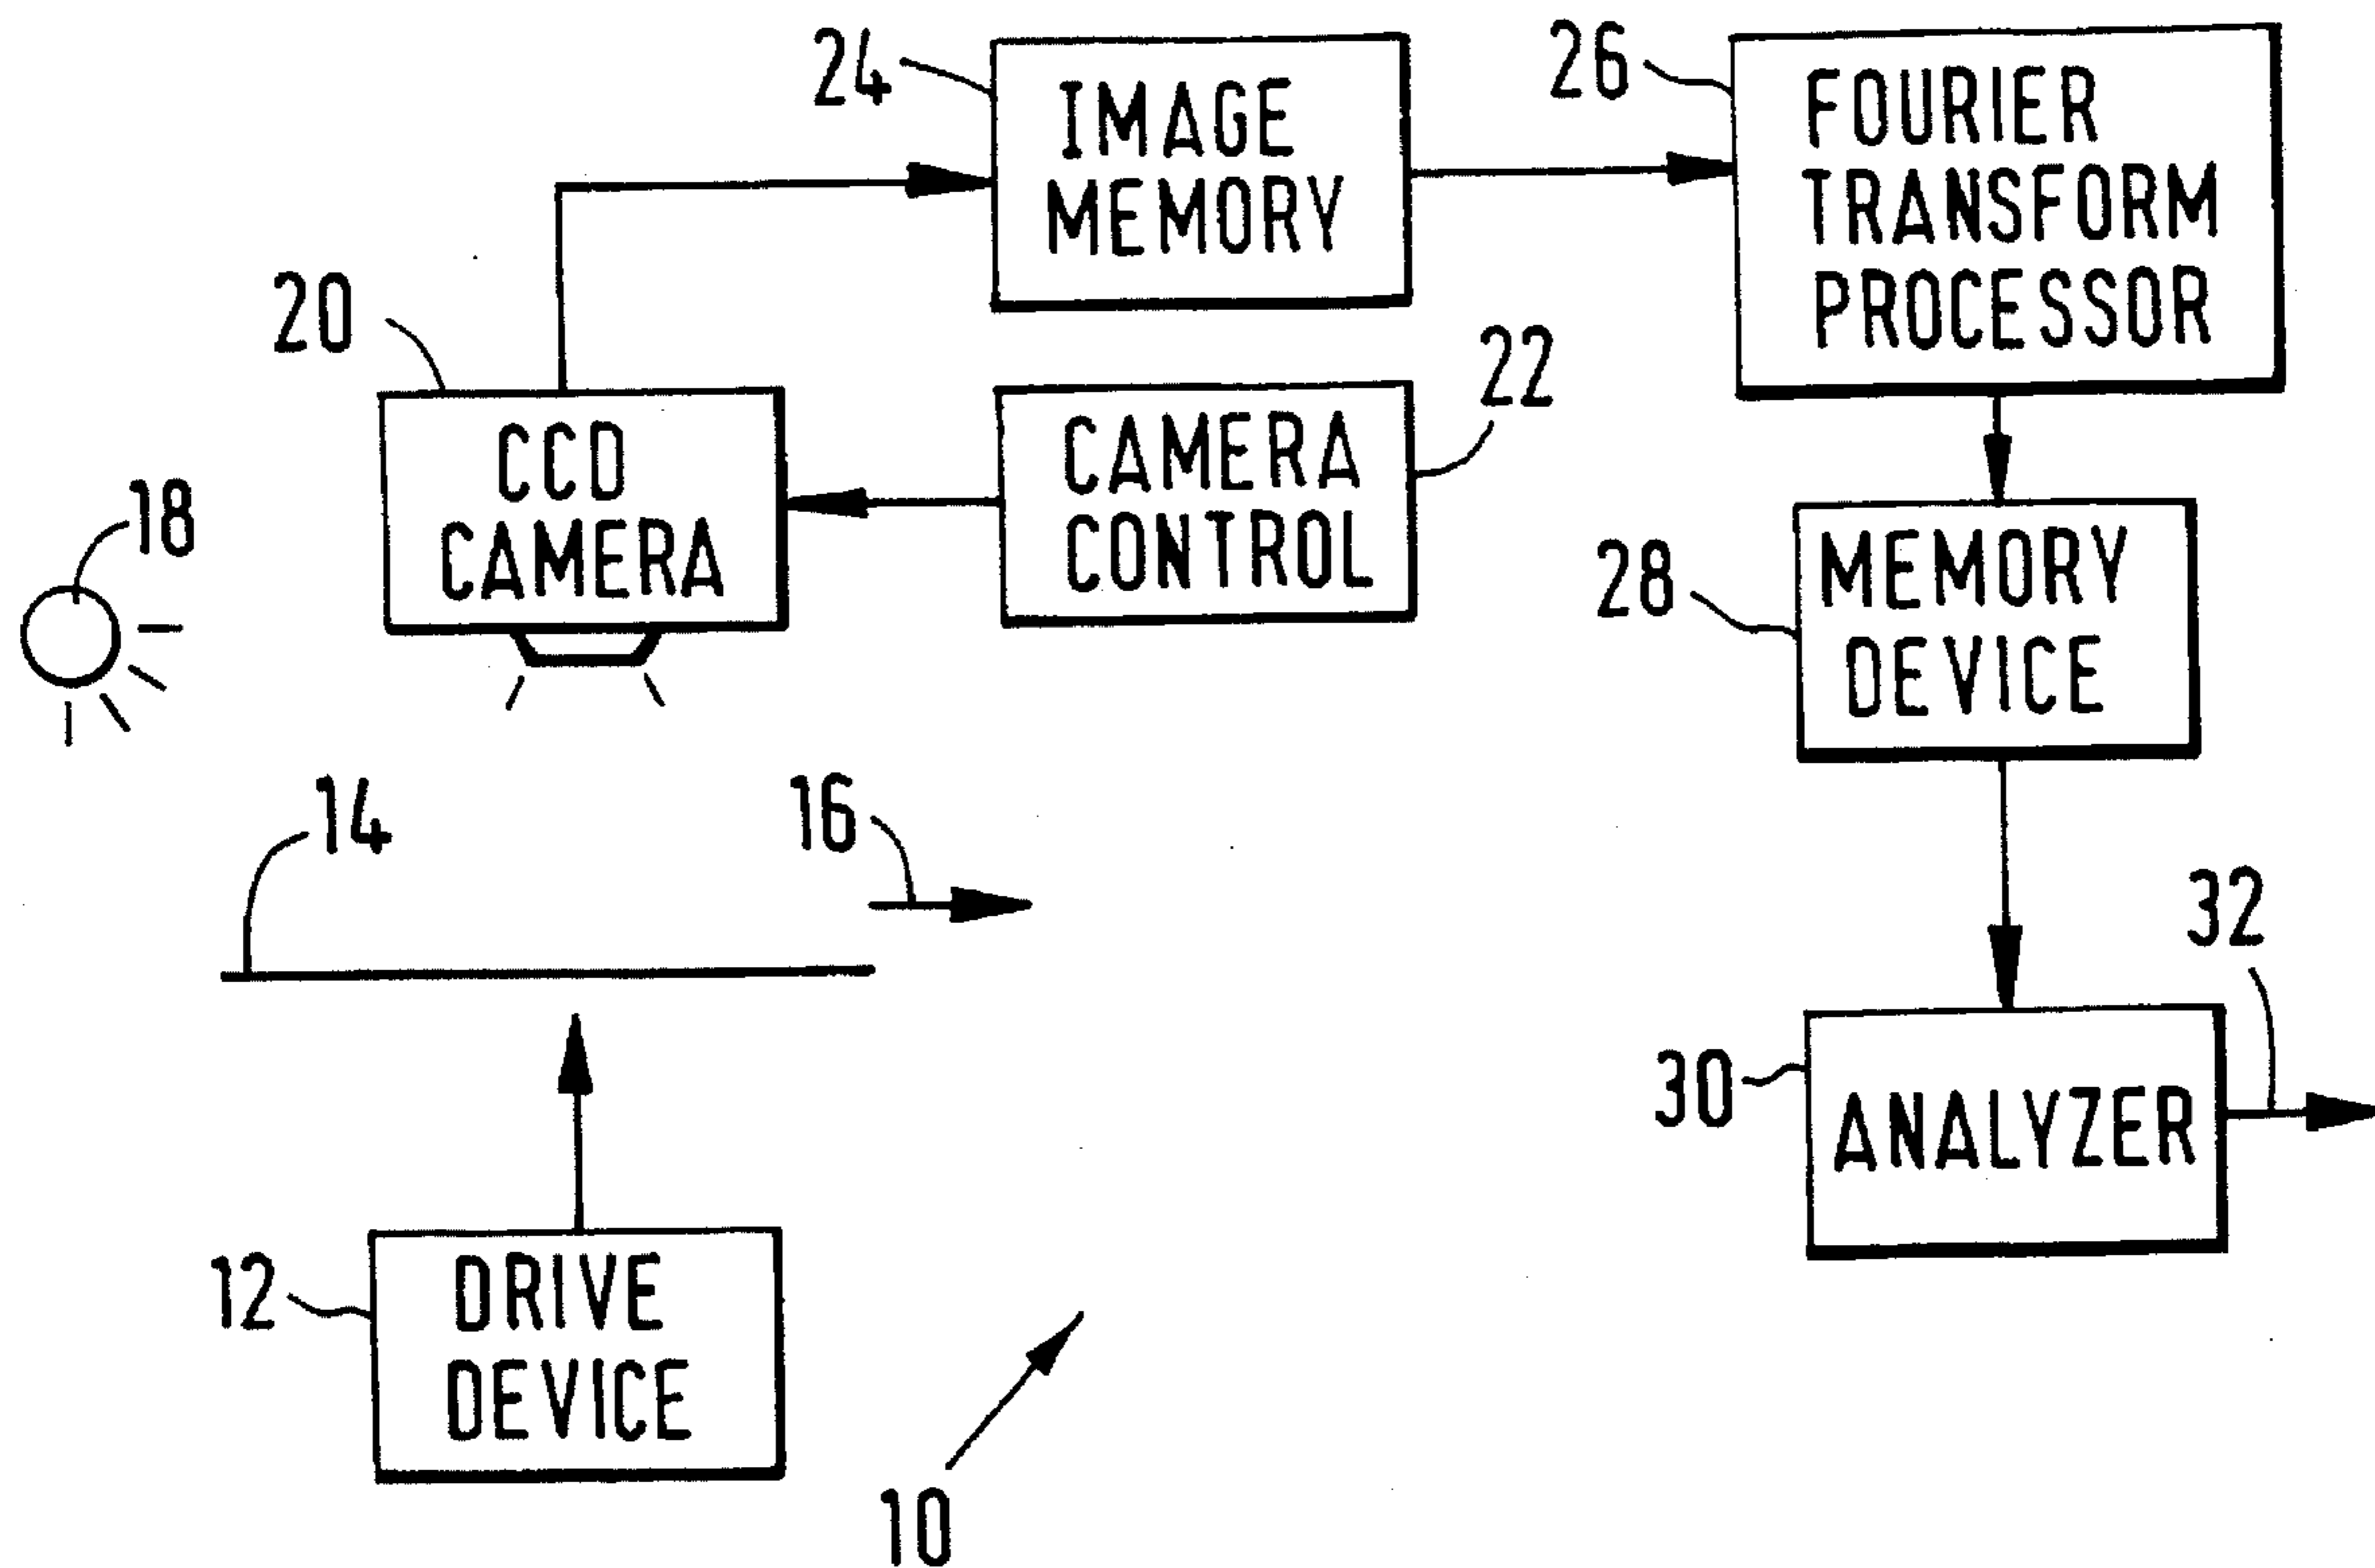 24
IMAGE
MEMORY
26
FOURIER
TRANSFORM
PROCESSOR
20
CCD
CAMERA
22
CAMERA
CONTROL
18
28
MEMORY
DEVICE
14
16
32
30
ANALYZER
12
DRIVE
DEVICE
10